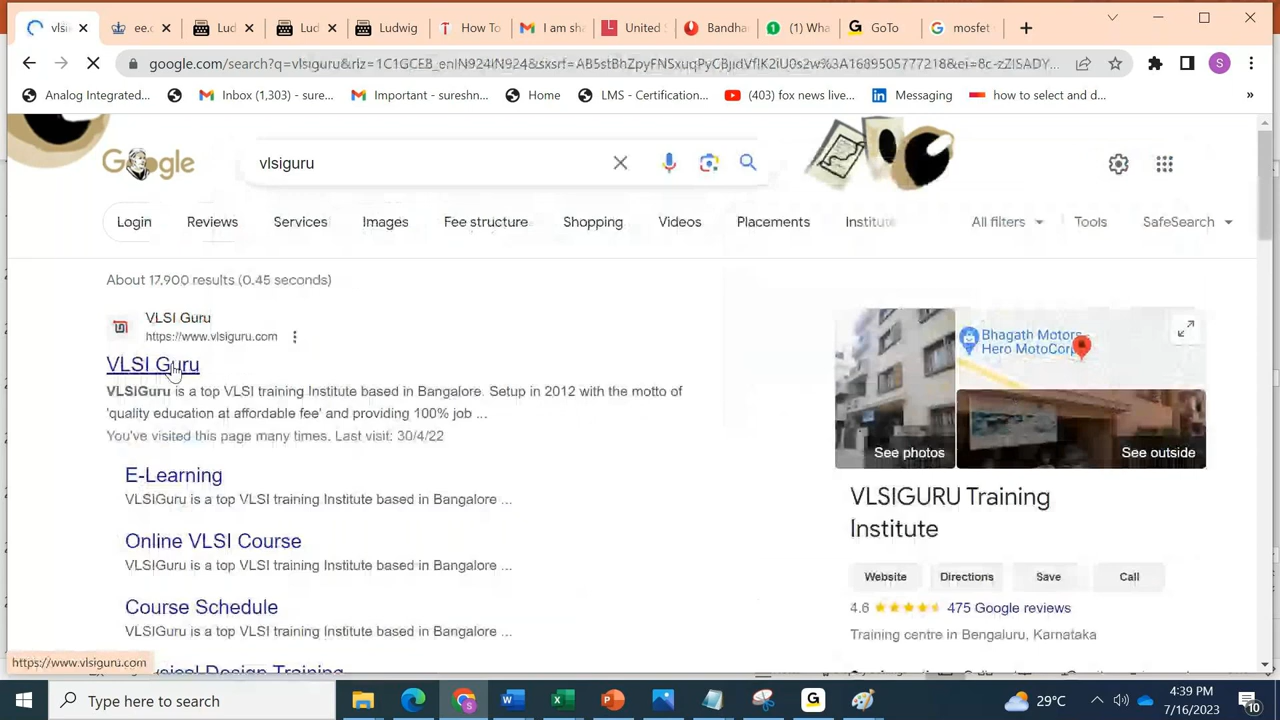 vlsi
ee.c
Lud
Lud
Ludwig
How To
I am sha
United
Bandha
(1) Wha
GoTo
mosfet
google.com/search?q=vlsiguru&rlz=1C1GCEB_enIN924IN924&sxsrf=
Analog Integrated...
Inbox (1,303) - sure...
Important - sureshn...
Home
LMS - Certification...
(403) fox news live...
Messaging
how to select and d...
»
Google
vlsiguru
Login
Reviews
Services
Images
Fee structure
Shopping
Videos
Placements
Institute
All filters
Tools
SafeSearch
About 17,900 results (0.45 seconds)
VLSI Guru
https://www.vlsiguru.com
VLSI Guru
VLSIGuru is a top VLSI training Institute based in Bangalore. Setup in 2012 with the motto of
'quality education at affordable fee' and providing 100% job ...
You've visited this page many times. Last visit: 30/4/22
E-Learning
VLSIGuru is a top VLSI training Institute based in Bangalore ...
Online VLSI Course
VLSIGuru is a top VLSI training Institute based in Bangalore ...
Course Schedule
VLSIGuru is a top VLSI training Institute based in Bangalore ...
Design Training
Bhagath Motors
Hero MotoCorp
See photos
See outside
VLSIGURU Training
Institute
Website
Directions
Save
Call
4.6
475 Google reviews
Training centre in Bengaluru, Karnataka
https://www.vlsiguru.com
Type here to search
29°C
4:39 PM
7/16/2023
10